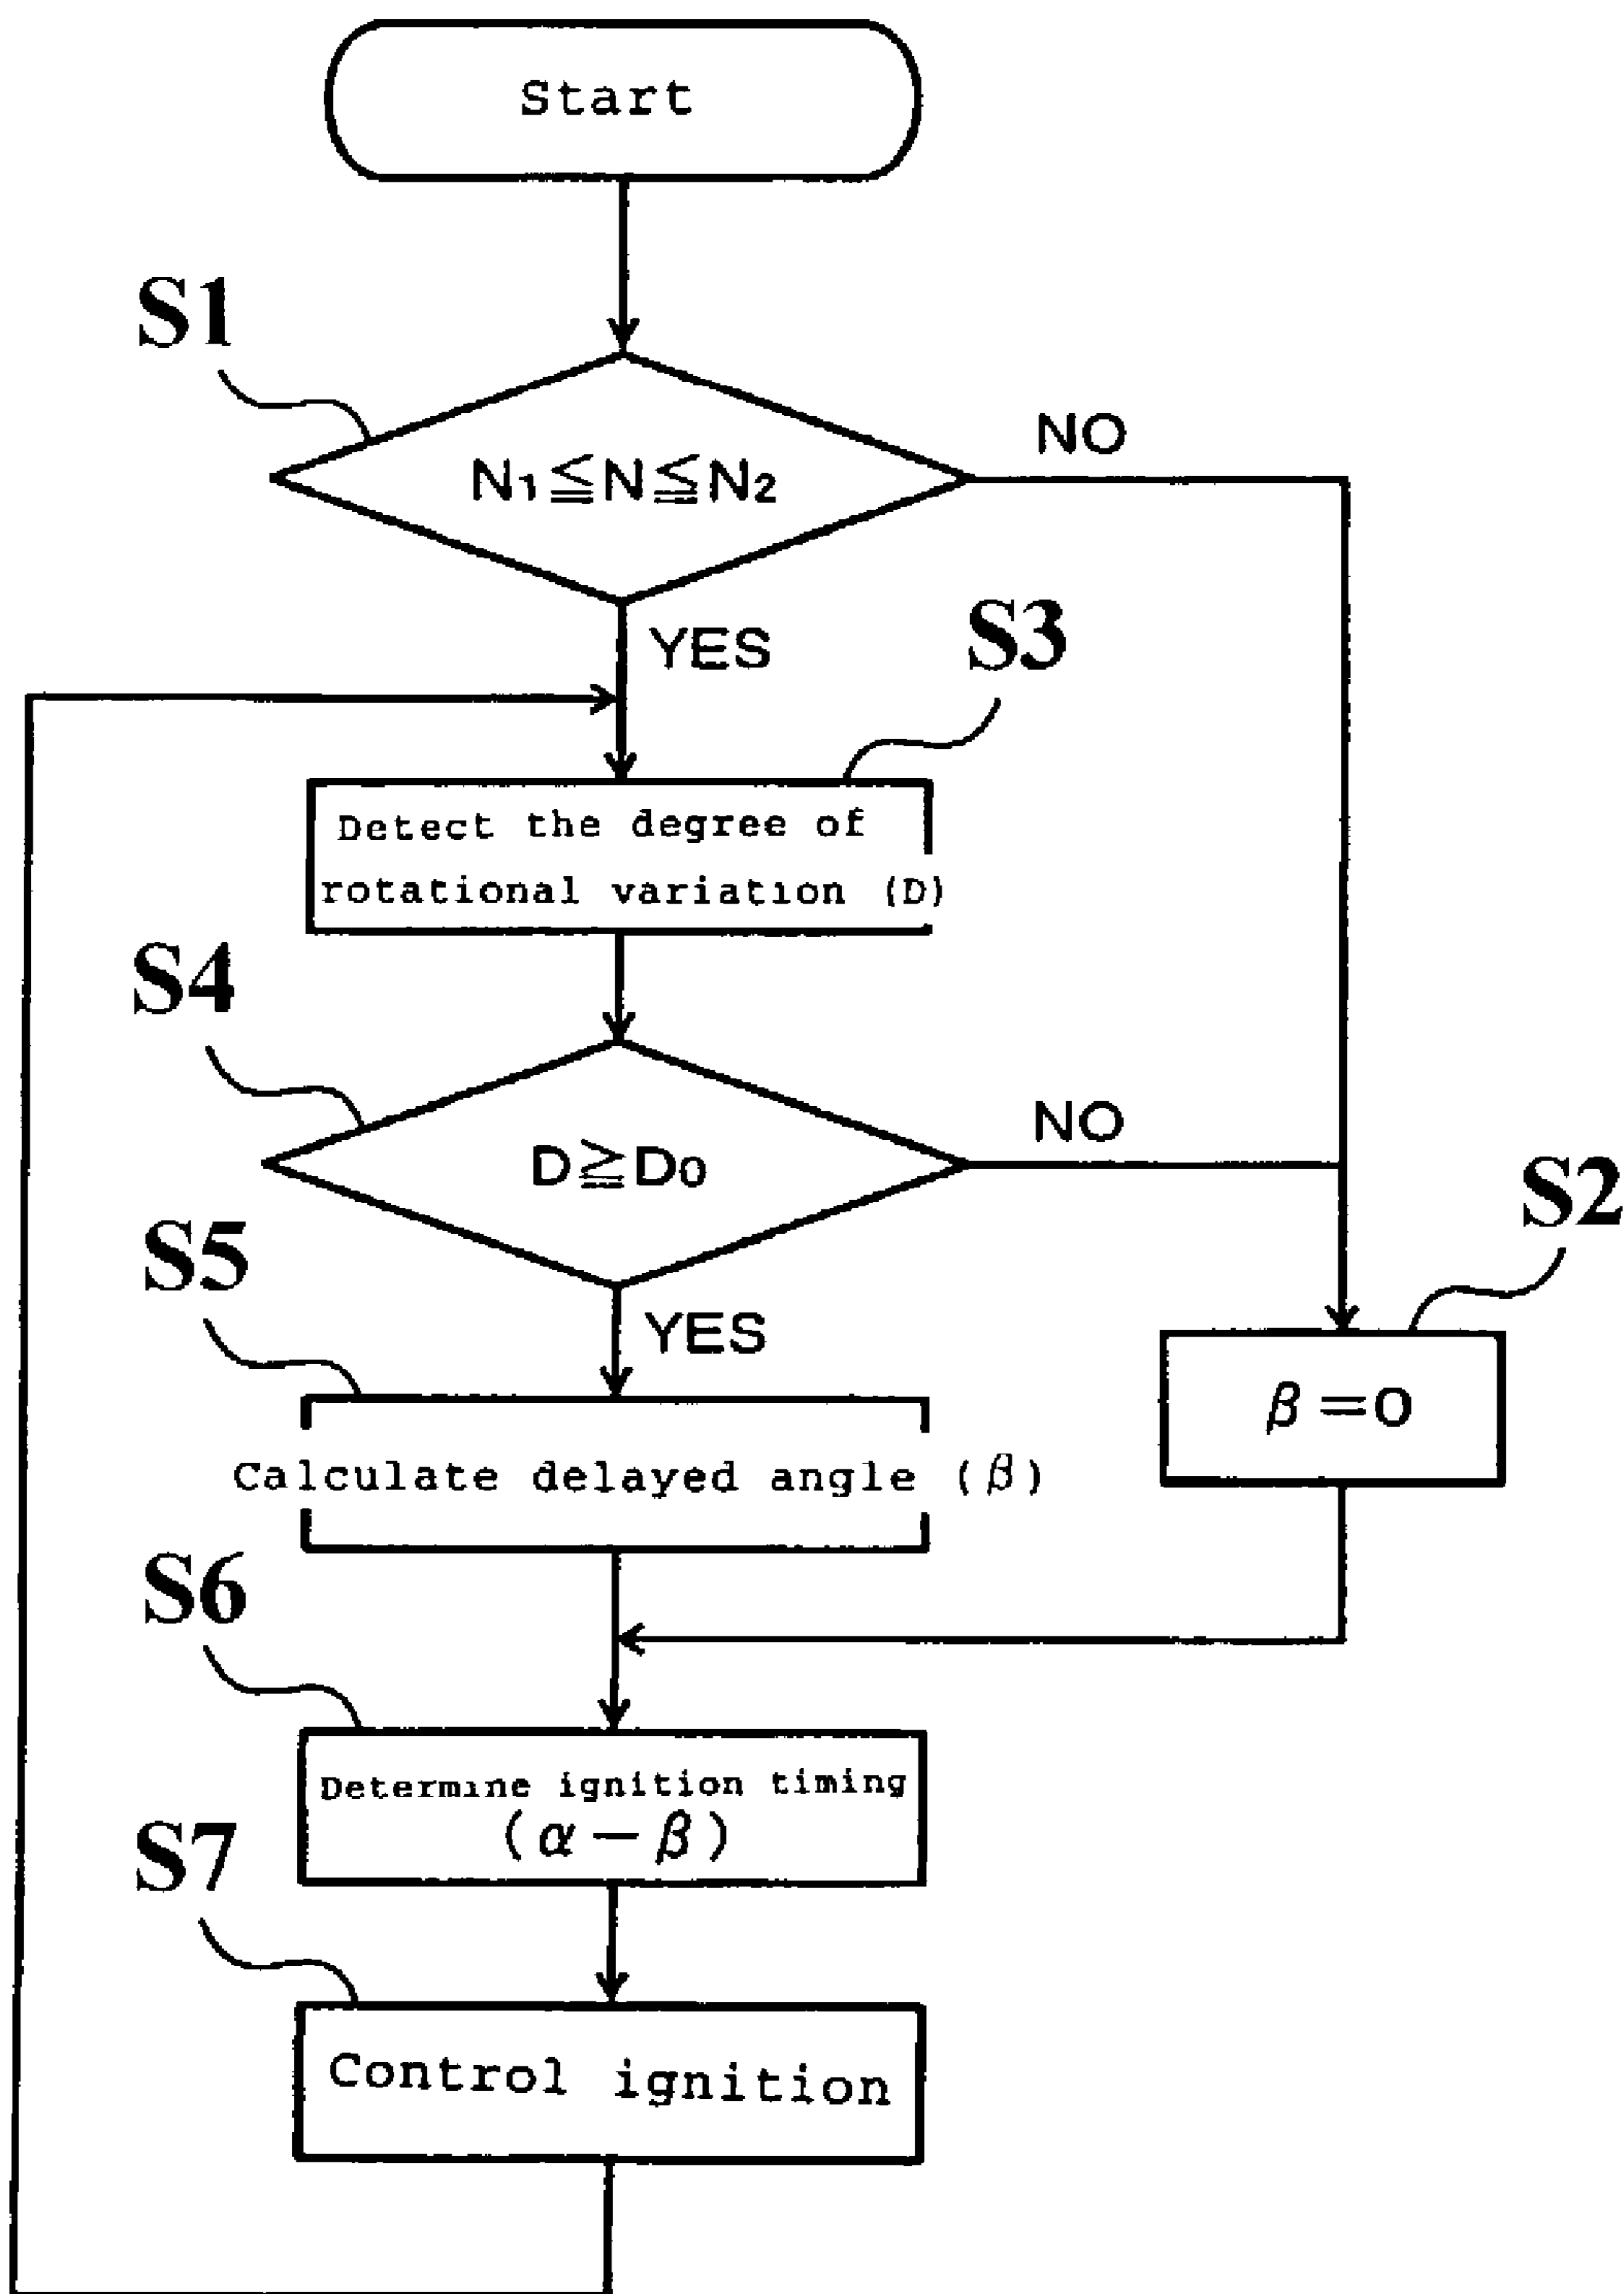 Start
S1
NO
N₁≦N≦N₂
YES
S3
Detect the degree of
rotational variation (D)
S4
NO
D≧D₀
S2
S5
YES
β=0
Calculate delayed angle (β)
S6
Determine ignition timing
(α－β)
S7
Control ignition